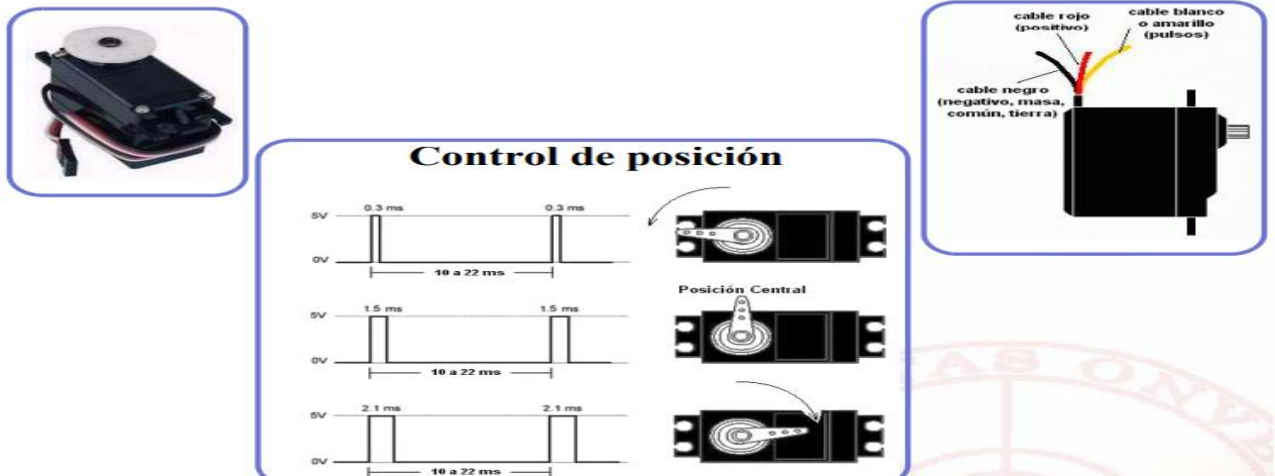 cable rojo
(positivo)
cable blanco
o amarillo
(pulsos)
cable negro
(negativo, masa,
común, tierra)
Control de posición
0.3 ms 0.3 ms
5V
0V
10 a 22 ms
Posición Central
1.5 ms 1.5 ms
5V
0V
10 a 22 ms
2.1 ms 2.1 ms
5V
0V
10 a 22 ms